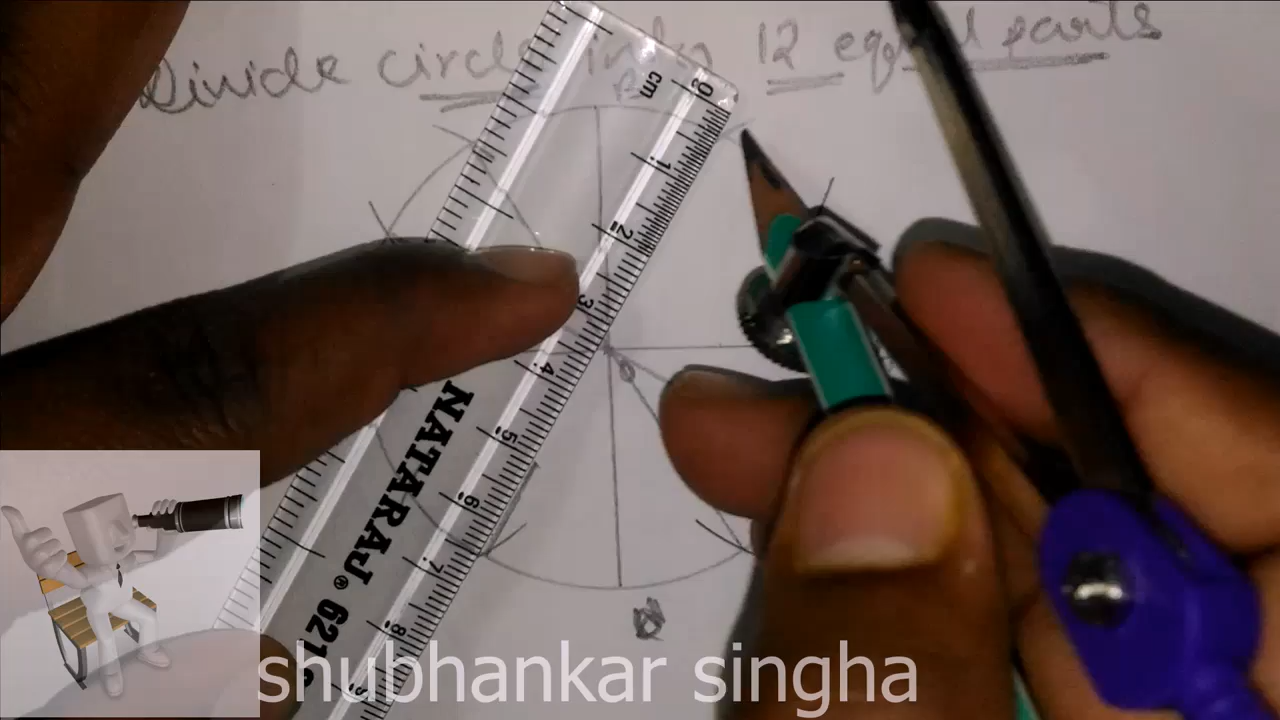 Divide circle into 12 equal parts
cm 0 1 2 3 4 5 6 7 8
NATARAJ® 621
shubhankar singha